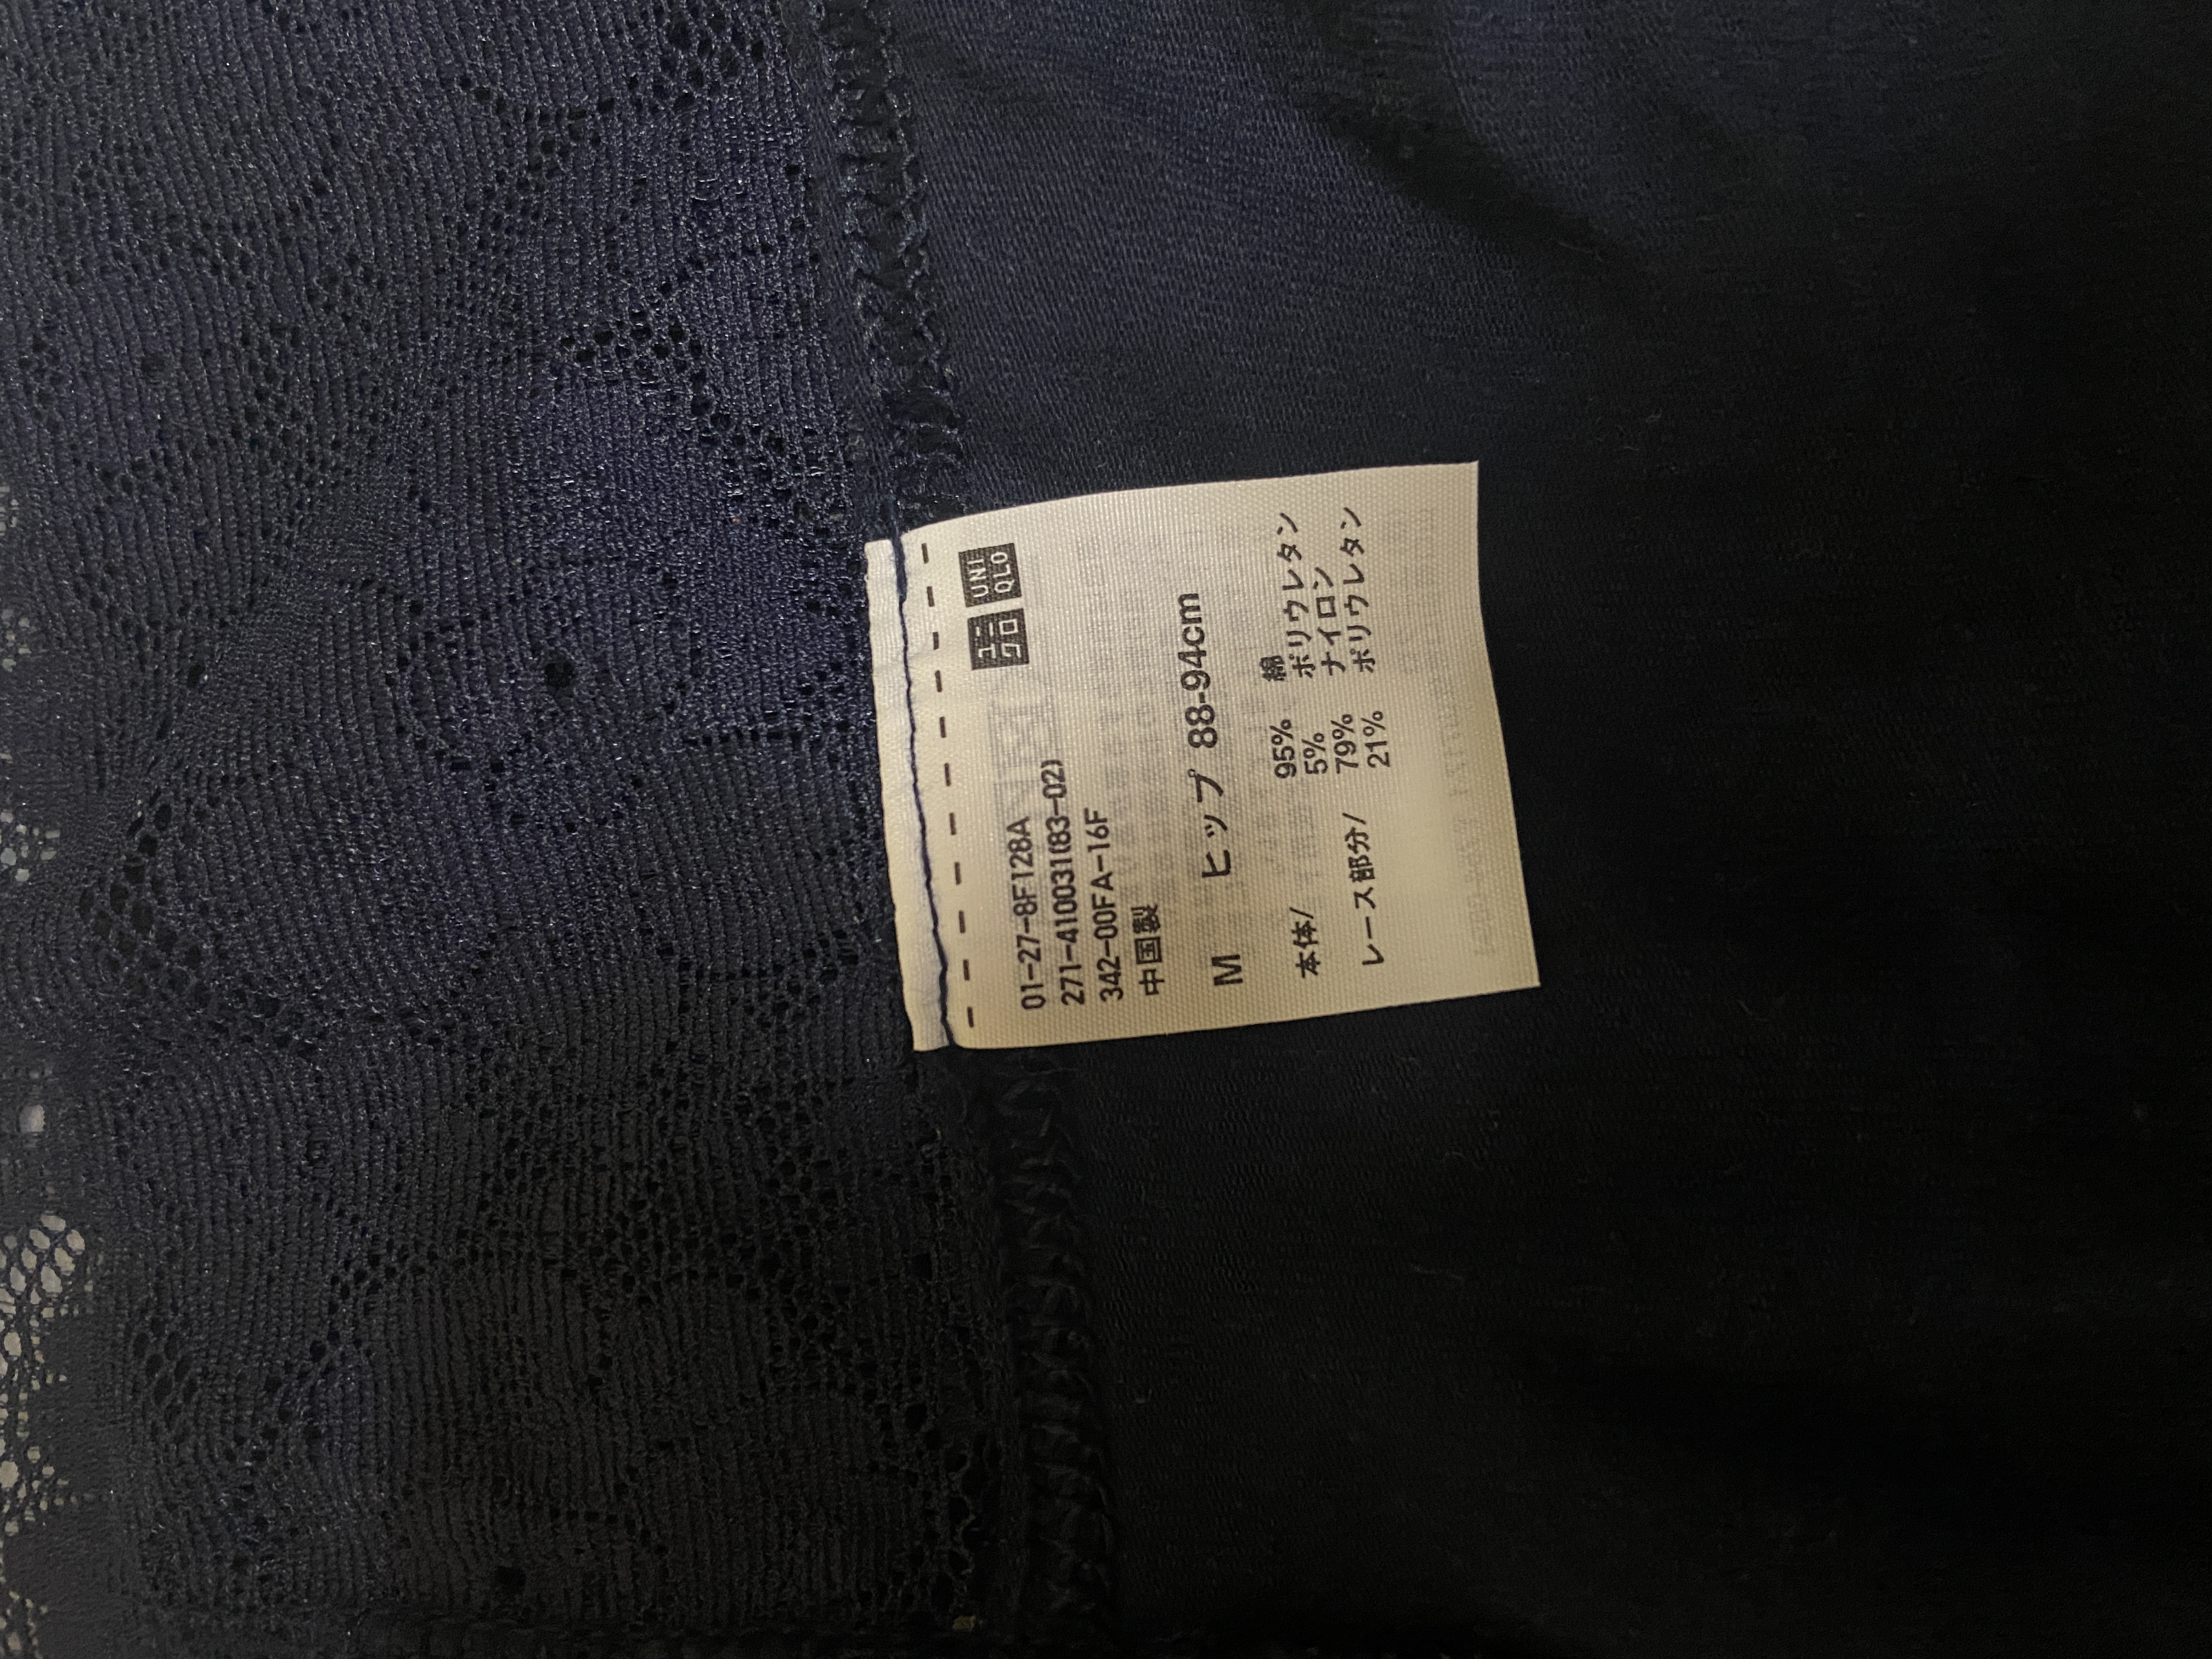 ユニ
クロ
UNI
QLO
01-27-8F128A
271-410031(83-02)
342-00FA-16F
中国製
M ヒップ 88-94cm
本体/ 95% 綿
5% ポリウレタン
レース部分/ 79% ナイロン
21% ポリウレタン